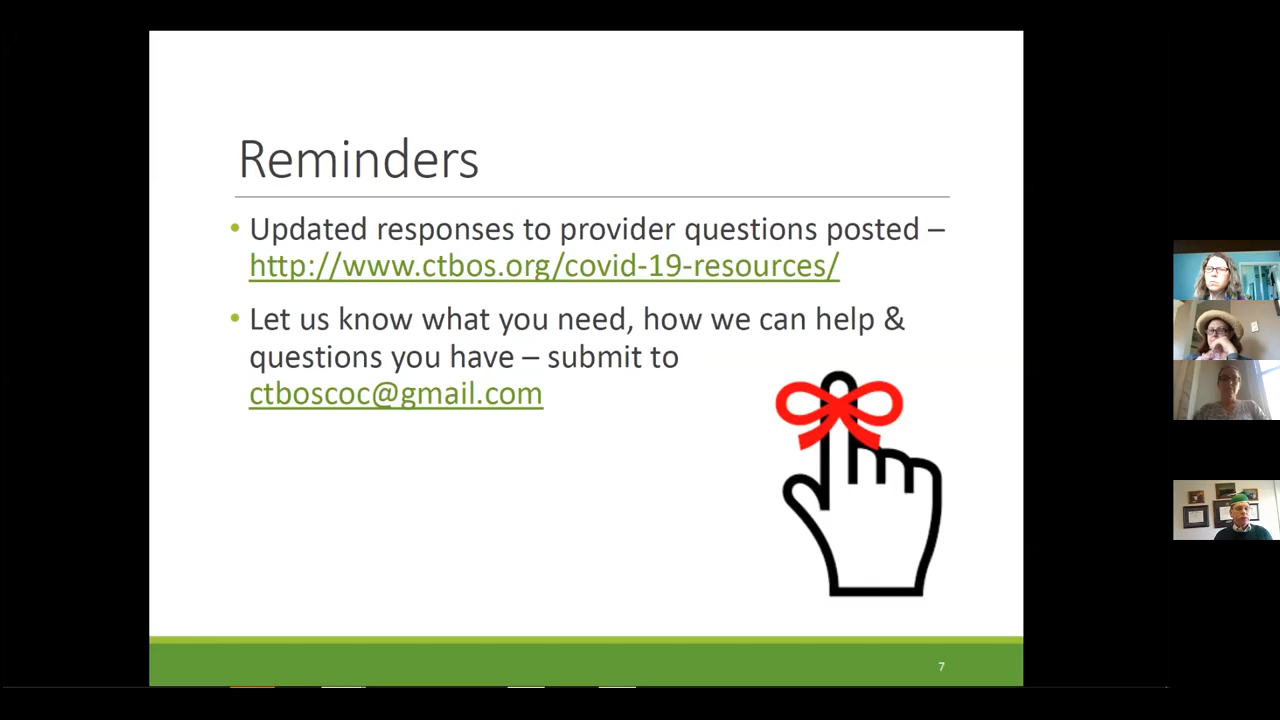 Reminders
• Updated responses to provider questions posted –
http://www.ctbos.org/covid-19-resources/
• Let us know what you need, how we can help &
questions you have – submit to
ctboscoc@gmail.com
7